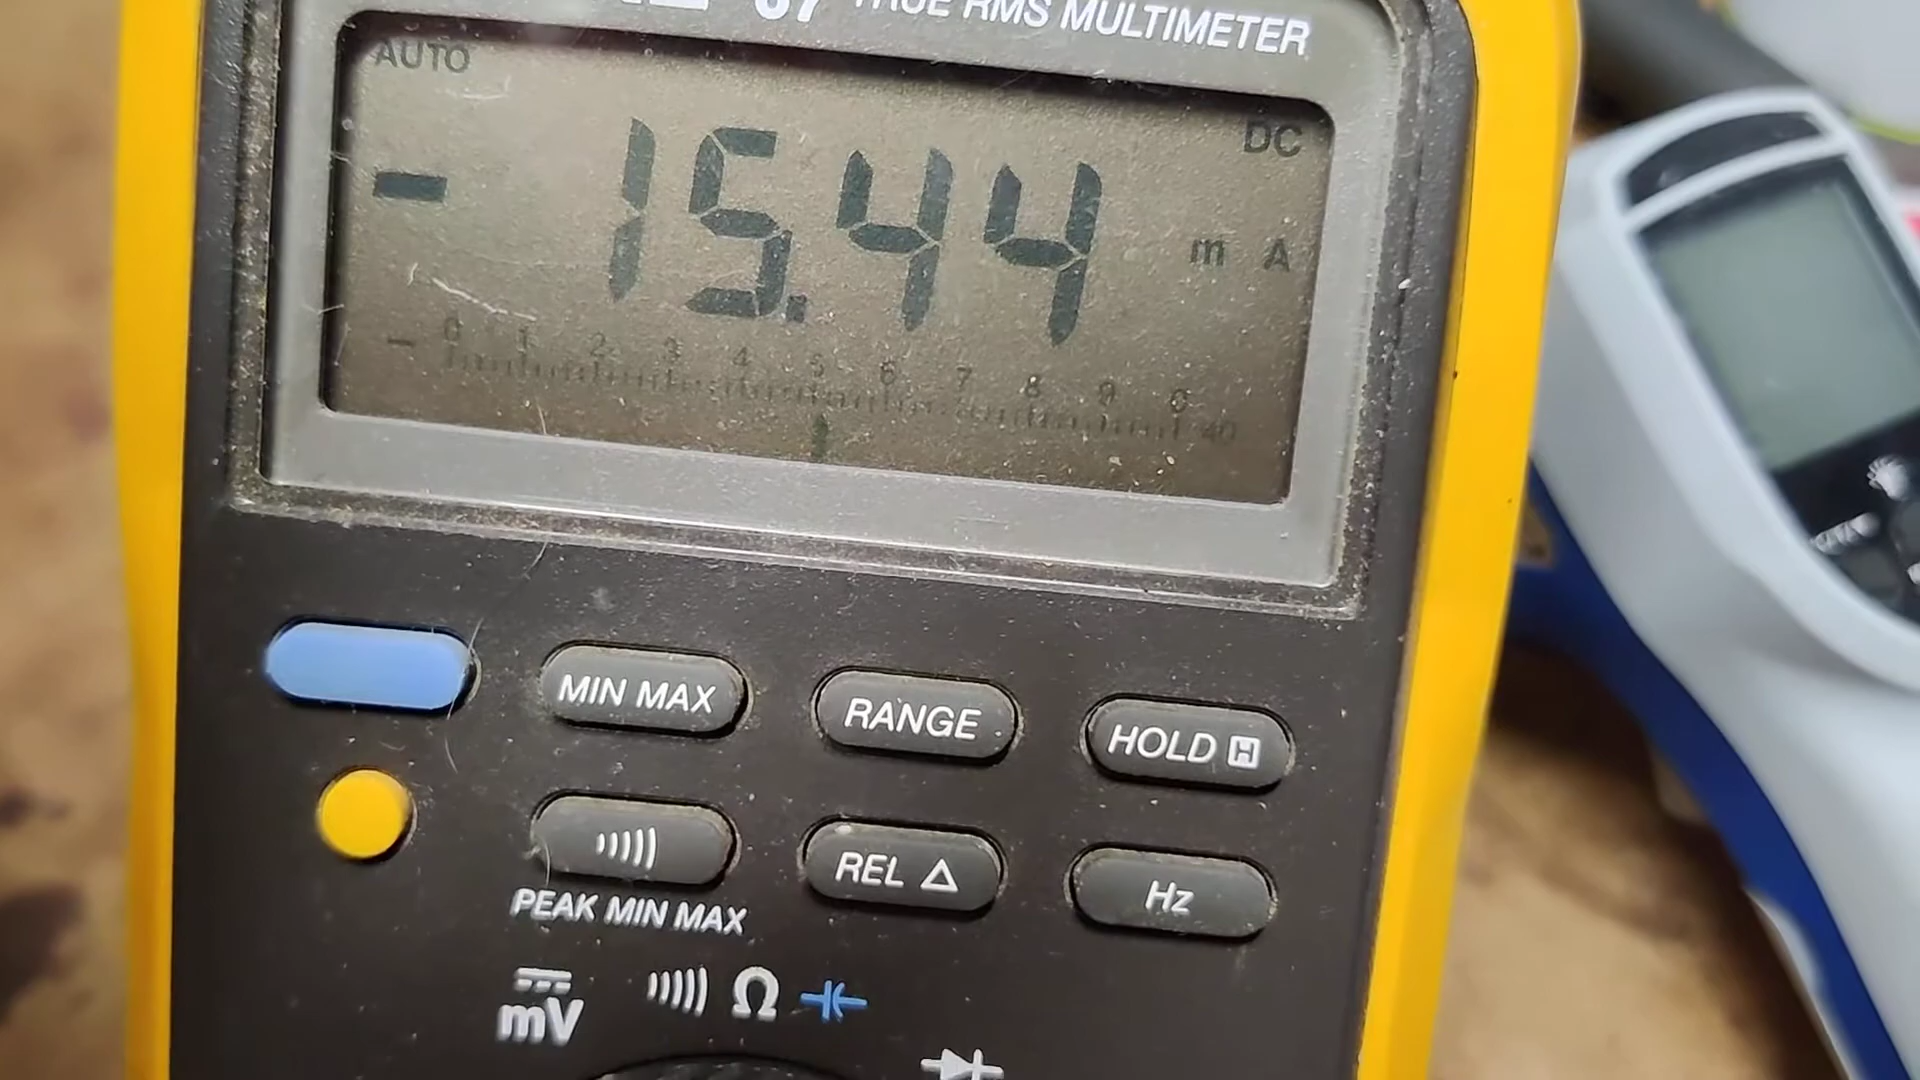 87 TRUE RMS MULTIMETER
AUTO
DC
- 15.44 m A
- 0 1 2 3 4 5 6 7 8 9 0 40
MIN MAX RANGE HOLD H
REL △ Hz
PEAK MIN MAX
mV Ω